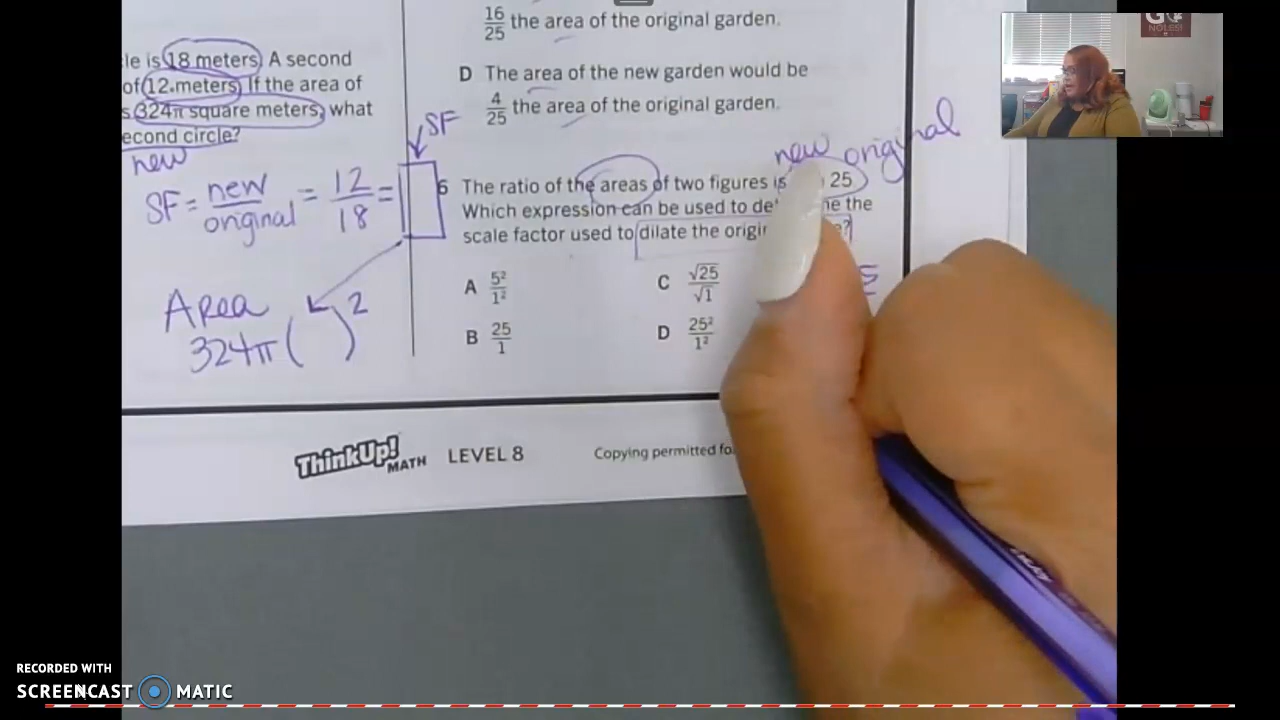 le is 18 meters. A second
of 12 meters. If the area of
s 324π square meters, what
econd circle?
new
SF = new/original = 12/18 =
SF
Area
324π( )²
16/25 the area of the original garden.
D The area of the new garden would be
4/25 the area of the original garden.
new original
6 The ratio of the areas of two figures is 25
Which expression can be used to the
scale factor used to dilate the
A 5²/1²
B 25/1
C √25/√1
D 25²/1²
ThinkUp! MATH LEVEL 8
Copying permitted
NOLES!
RECORDED WITH
SCREENCAST MATIC